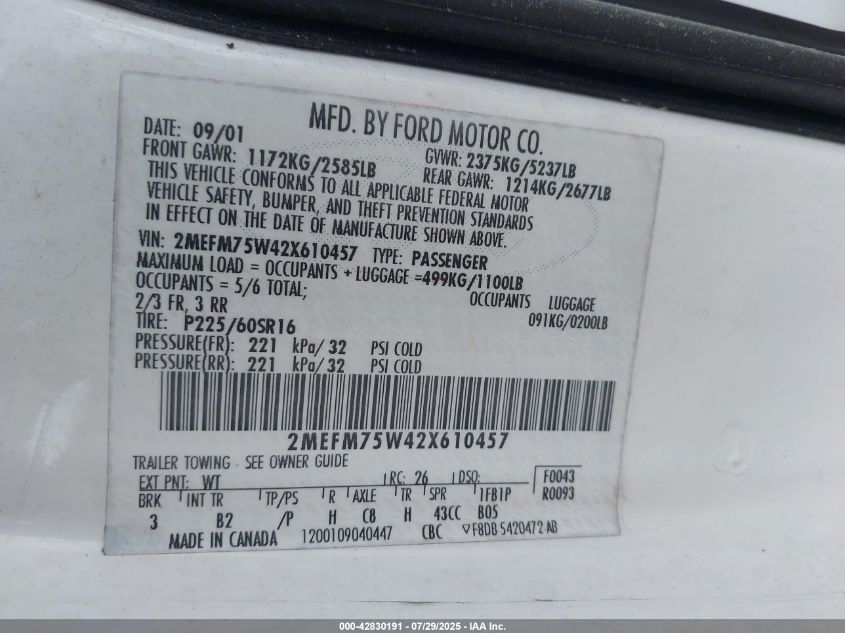 MFD. BY FORD MOTOR CO.
DATE: 09/01
FRONT GAWR: 1172KG/2585LB
GVWR: 2375KG/5237LB
REAR GAWR: 1214KG/2677LB
THIS VEHICLE CONFORMS TO ALL APPLICABLE FEDERAL MOTOR
VEHICLE SAFETY, BUMPER, AND THEFT PREVENTION STANDARDS
IN EFFECT ON THE DATE OF MANUFACTURE SHOWN ABOVE.
VIN: 2MEFM75W42X610457 TYPE: PASSENGER
MAXIMUM LOAD = OCCUPANTS + LUGGAGE =499KG/1100LB
OCCUPANTS = 5/6 TOTAL; OCCUPANTS LUGGAGE
2/3 FR, 3 RR 091KG/0200LB
TIRE: P225/60SR16
PRESSURE(FR): 221 kPa/ 32 PSI COLD
PRESSURE(RR): 221 kPa/ 32 PSI COLD
2MEFM75W42X610457
TRAILER TOWING - SEE OWNER GUIDE
EXT PNT: WT RC: 26 DSO: F0043
BRK INT TR TP/PS R AXLE TR SPR 1FB1P R0093
3 B2 /P H C8 H 43CC B05
MADE IN CANADA 1200109040447 CBC ▽F8DB-5420472-AB
000-42830191 - 07/29/2025 - IAA Inc.